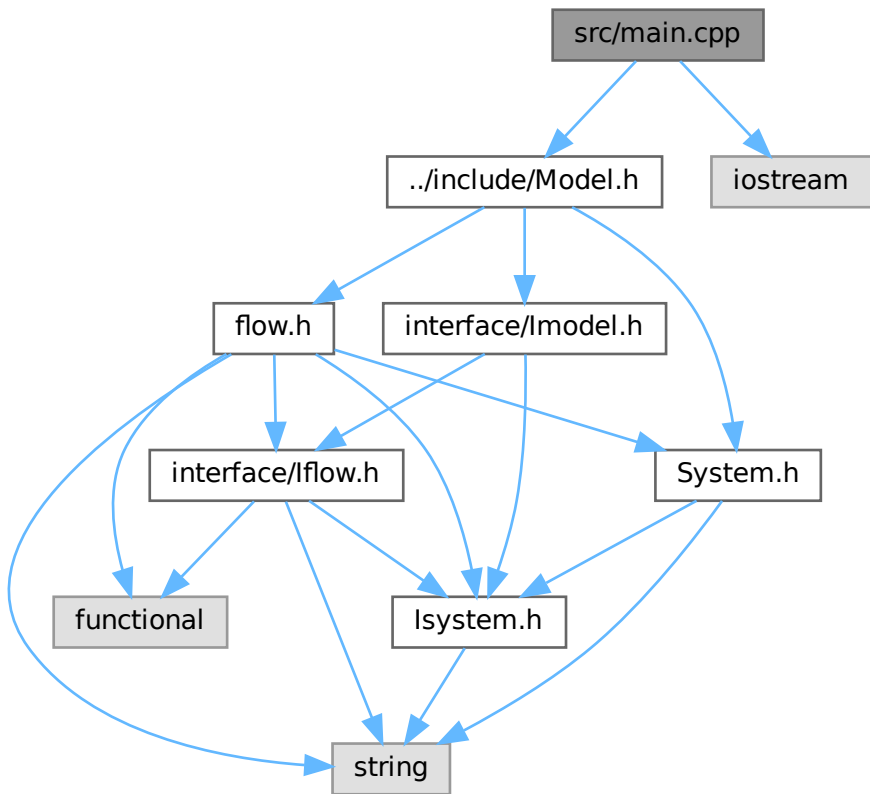 src/main.cpp
../include/Model.h
iostream
flow.h
interface/Imodel.h
interface/Iflow.h
System.h
functional
Isystem.h
string